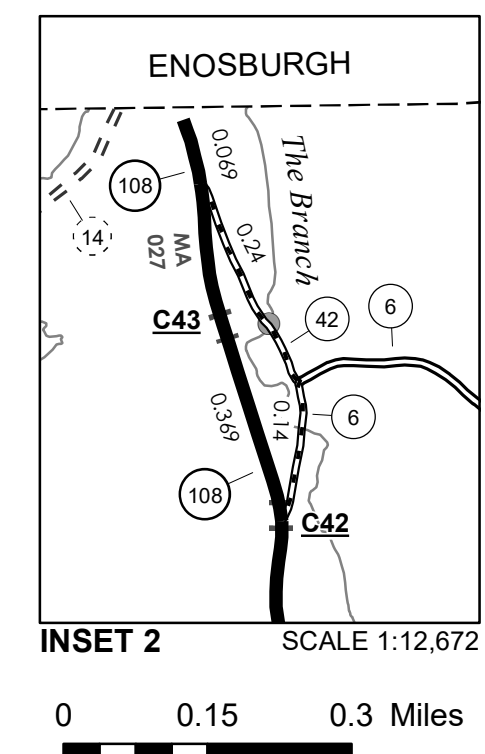 ENOSBURGH
0.069
The Branch
108
14
MA
027
0.24
C43
42
6
0.369
0.14
6
108
C42
INSET 2
SCALE 1:12,672
0 0.15 0.3 Miles